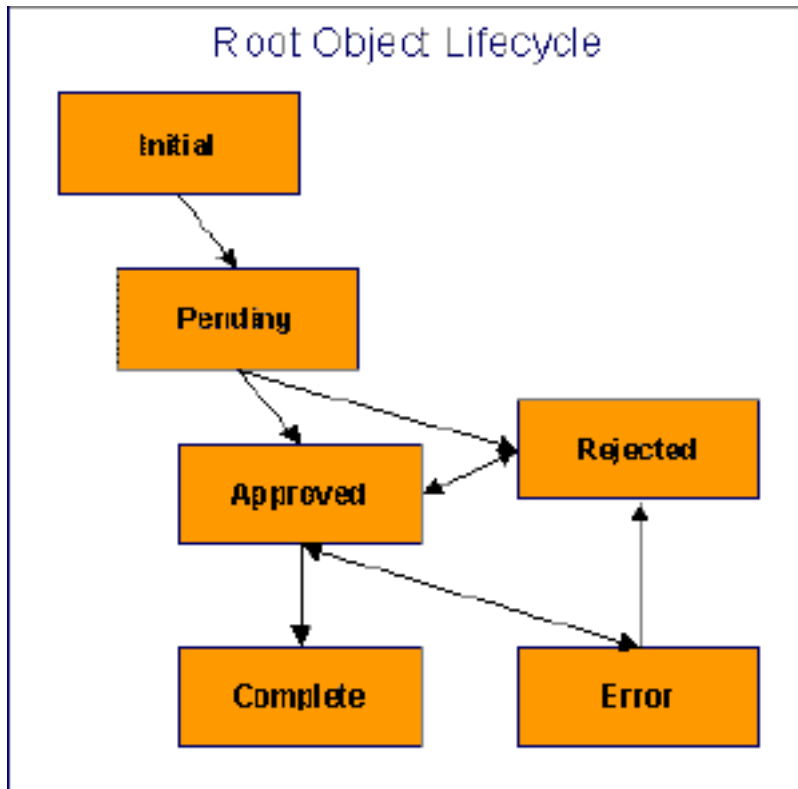 Root Object Lifecycle
Initial
Pending
Rejected
Approved
Complete
Error